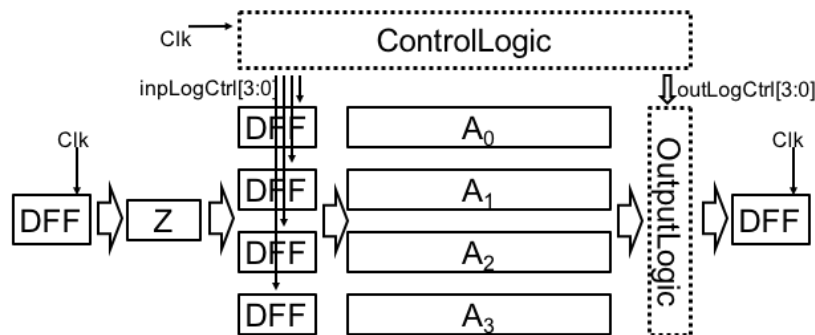 Clk
ControlLogic
inpLogCtrl[3:0]
outLogCtrl[3:0]
DFF
A0
Clk
Clk
DFF
A1
DFF
Z
DFF
A2
OutputLogic
DFF
DFF
A3